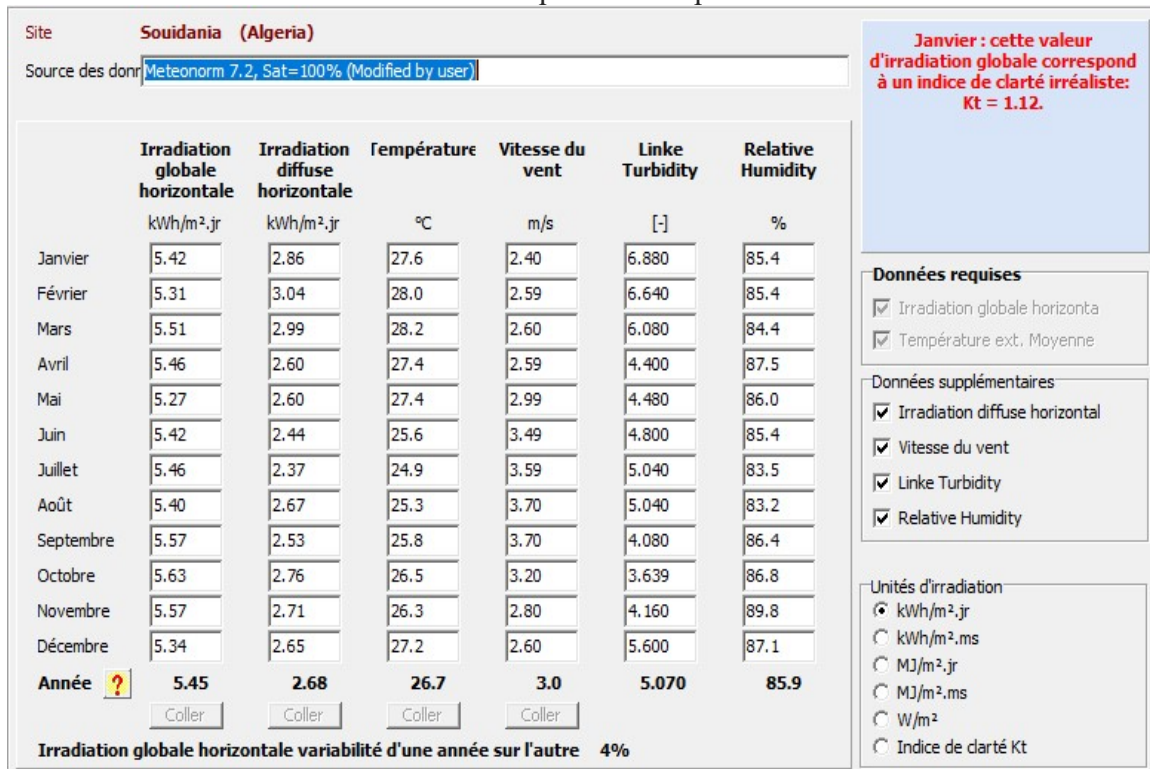 Site Souidania (Algeria)
Source des donr Meteonorm 7.2, Sat=100% (Modified by user)
Janvier : cette valeur
d'irradiation globale correspond
à un indice de clarté irréaliste:
Kt = 1.12.
Irradiation globale horizontale Irradiation diffuse horizontale Température Vitesse du vent Linke Turbidity Relative Humidity
kWh/m².jr kWh/m².jr °C m/s [-] %
Janvier 5.42 2.86 27.6 2.40 6.880 85.4
Février 5.31 3.04 28.0 2.59 6.640 85.4
Mars 5.51 2.99 28.2 2.60 6.080 84.4
Avril 5.46 2.60 27.4 2.59 4.400 87.5
Mai 5.27 2.60 27.4 2.99 4.480 86.0
Juin 5.42 2.44 25.6 3.49 4.800 85.4
Juillet 5.46 2.37 24.9 3.59 5.040 83.5
Août 5.40 2.67 25.3 3.70 5.040 83.2
Septembre 5.57 2.53 25.8 3.70 4.080 86.4
Octobre 5.63 2.76 26.5 3.20 3.639 86.8
Novembre 5.57 2.71 26.3 2.80 4.160 89.8
Décembre 5.34 2.65 27.2 2.60 5.600 87.1
Année ? 5.45 2.68 26.7 3.0 5.070 85.9
Coller Coller Coller Coller
Irradiation globale horizontale variabilité d'une année sur l'autre 4%
Données requises
Irradiation globale horizonta
Température ext. Moyenne
Données supplémentaires
Irradiation diffuse horizontal
Vitesse du vent
Linke Turbidity
Relative Humidity
Unités d'irradiation
kWh/m².jr
kWh/m².ms
MJ/m².jr
MJ/m².ms
W/m²
Indice de clarté Kt